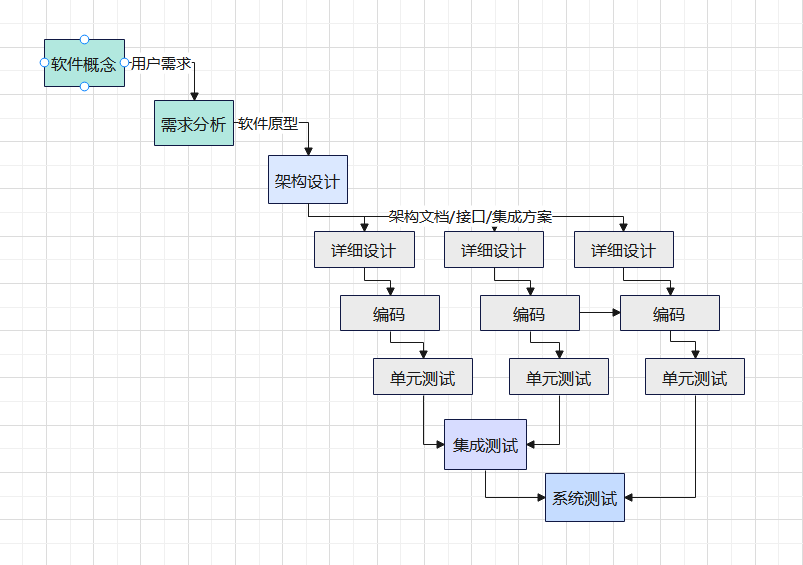 软件概念
用户需求
需求分析
软件原型
架构设计
架构文档/接口/集成方案
详细设计
详细设计
详细设计
编码
编码
编码
单元测试
单元测试
单元测试
集成测试
系统测试